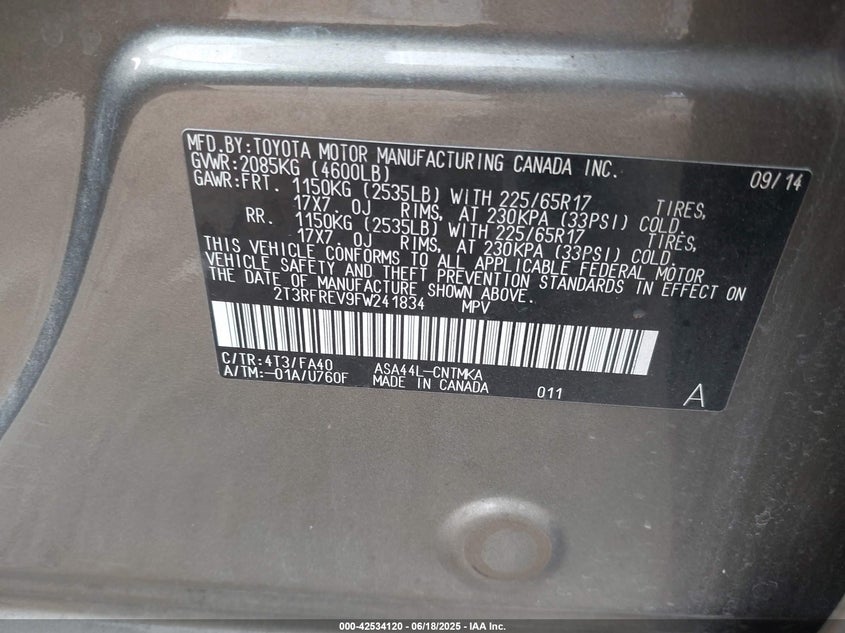 MFD.BY:TOYOTA MOTOR MANUFACTURING CANADA INC. 09/14
GVWR:2085KG (4600LB)
GAWR:FRT. 1150KG (2535LB) WITH 225/65R17 TIRES,
17X7.0J RIMS, AT 230KPA (33PSI) COLD.
RR. 1150KG (2535LB) WITH 225/65R17 TIRES,
17X7.0J RIMS, AT 230KPA (33PSI) COLD.
THIS VEHICLE CONFORMS TO ALL APPLICABLE FEDERAL MOTOR
VEHICLE SAFETY AND THEFT PREVENTION STANDARDS IN EFFECT ON
THE DATE OF MANUFACTURE SHOWN ABOVE.
2T3RFREV9FW241834 MPV
C/TR:4T3/FA40 ASA44L-CNTMKA
A/TM:-01A/U760F MADE IN CANADA 011 A
000-42534120 - 06/18/2025 - IAA Inc.